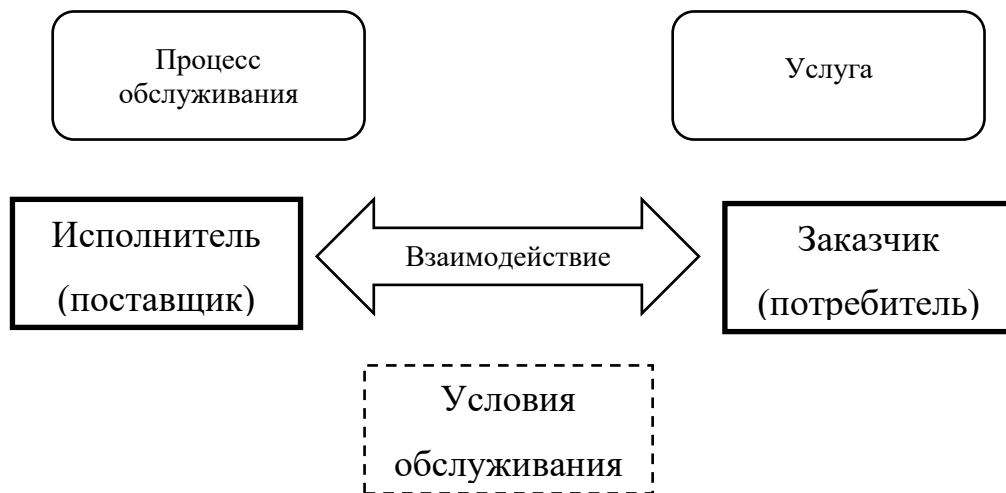 Процесс
обслуживания
Услуга
Исполнитель
(поставщик)
Взаимодействие
Заказчик
(потребитель)
Условия
обслуживания